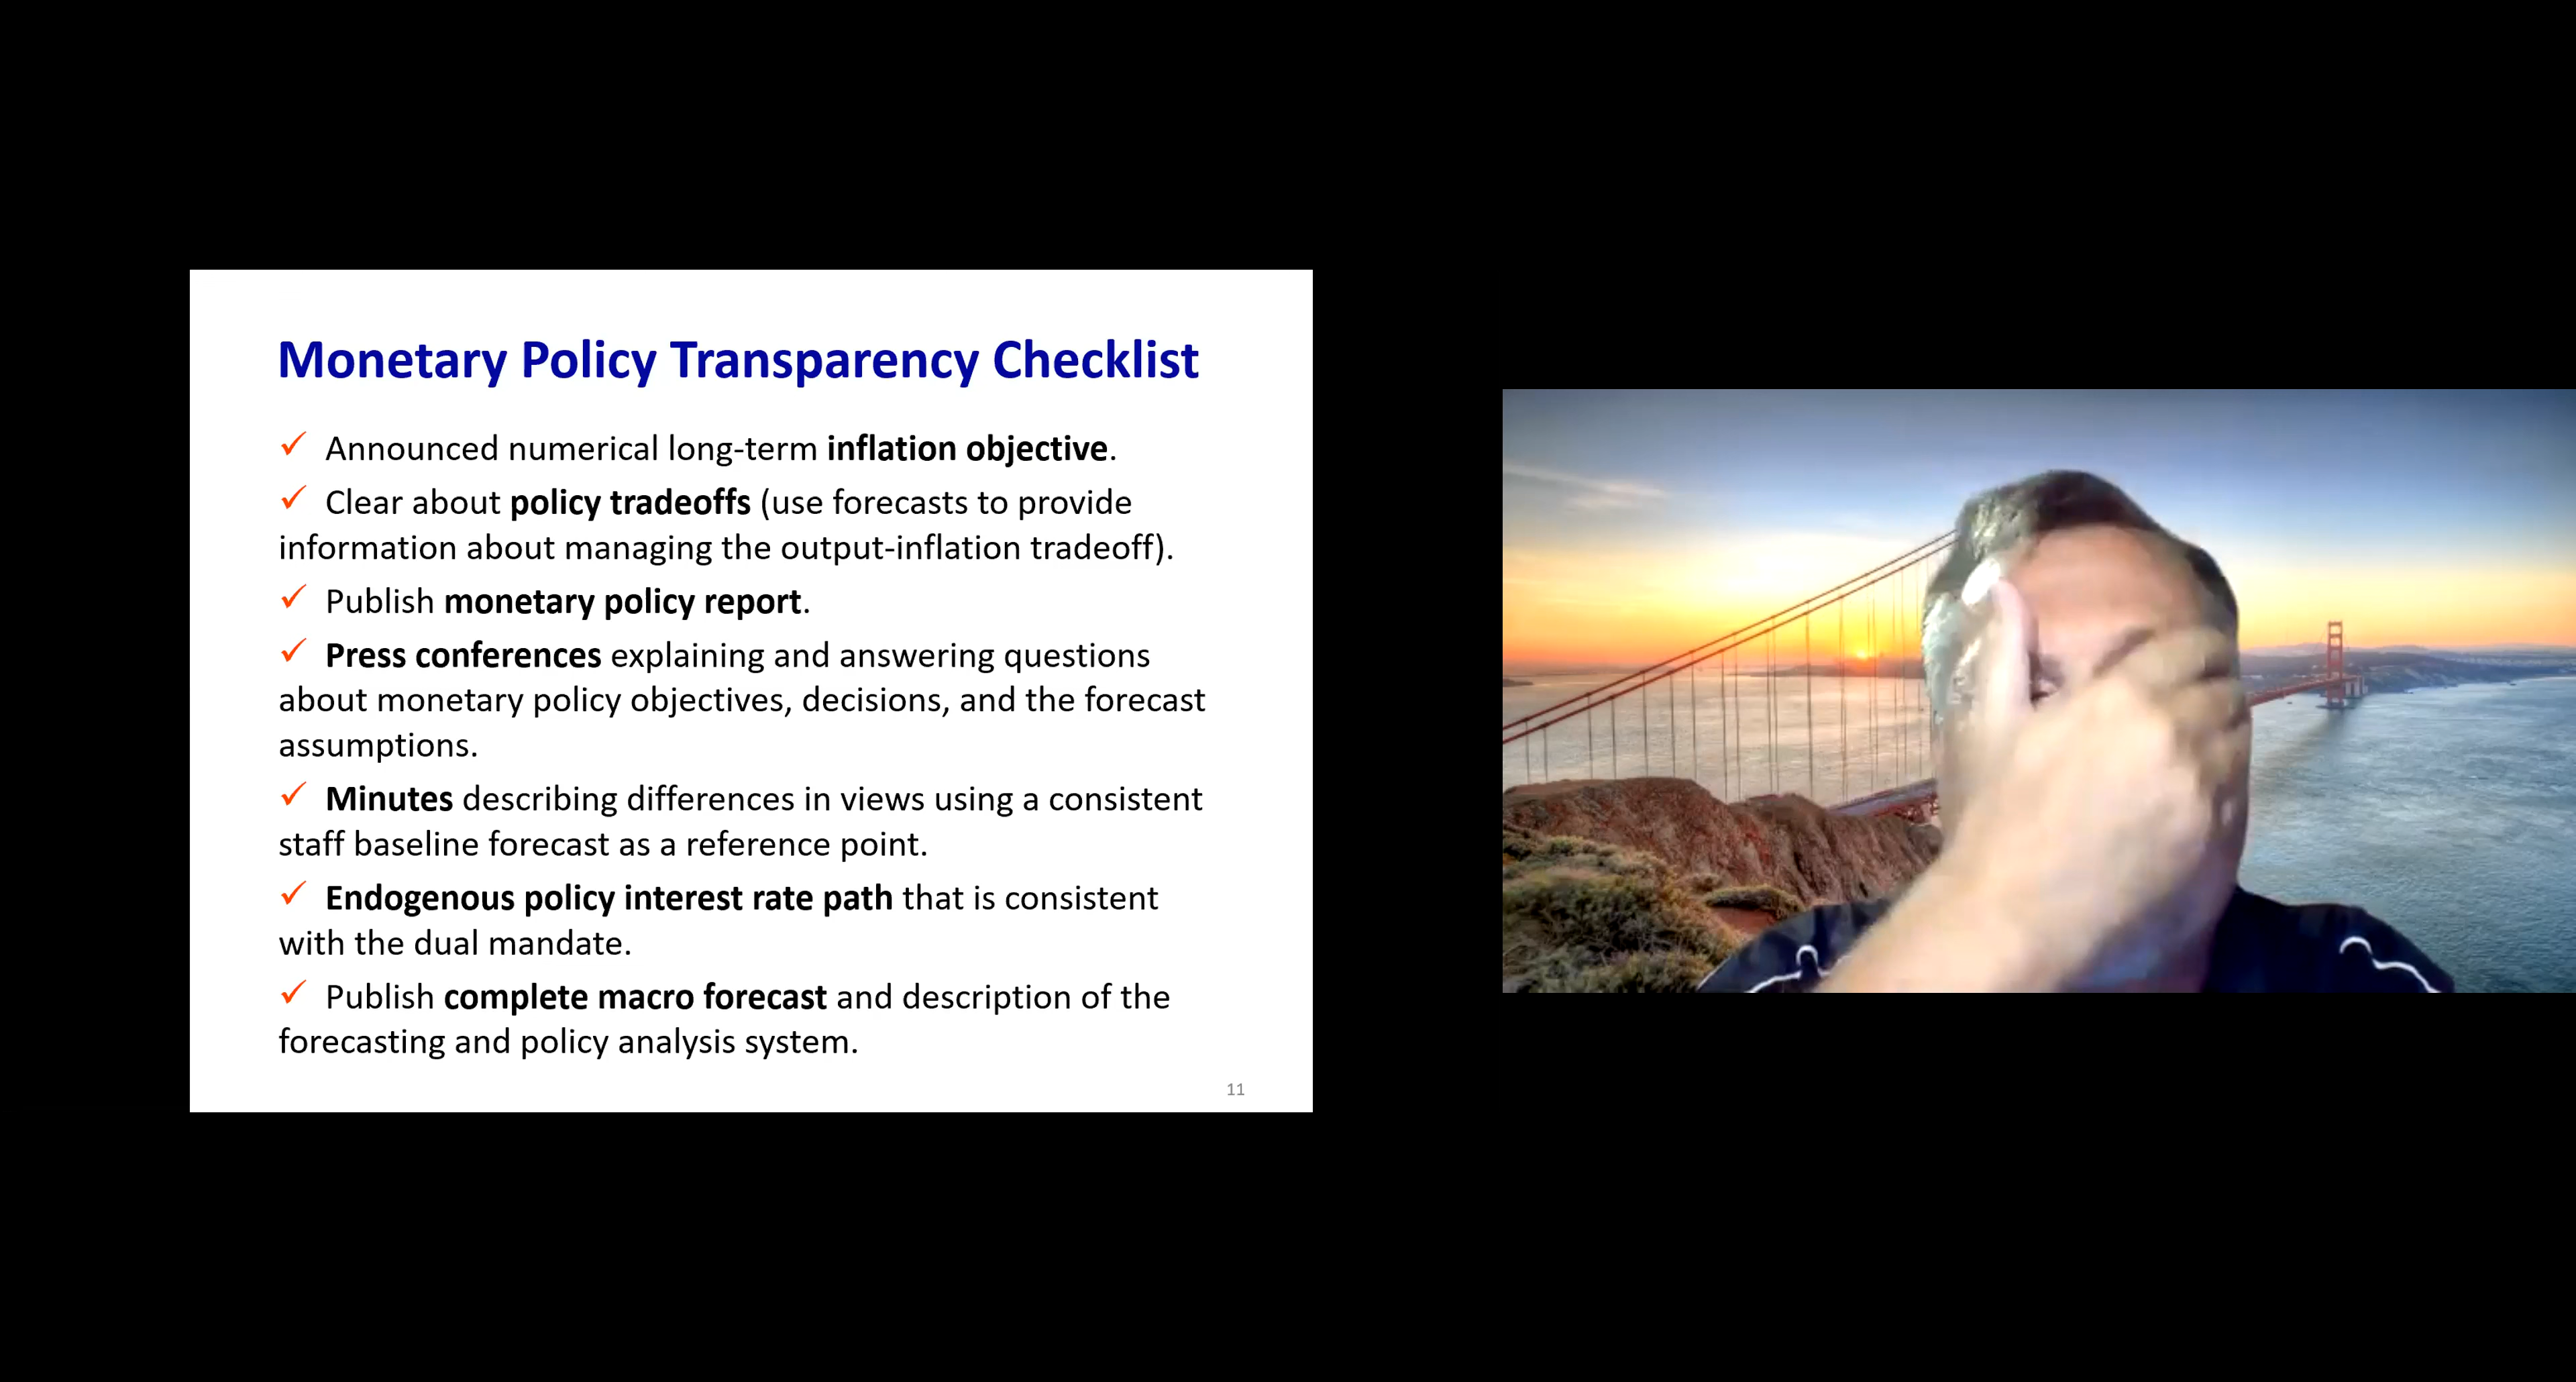 Monetary Policy Transparency Checklist
✓ Announced numerical long-term inflation objective.
✓ Clear about policy tradeoffs (use forecasts to provide
information about managing the output-inflation tradeoff).
✓ Publish monetary policy report.
✓ Press conferences explaining and answering questions
about monetary policy objectives, decisions, and the forecast
assumptions.
✓ Minutes describing differences in views using a consistent
staff baseline forecast as a reference point.
✓ Endogenous policy interest rate path that is consistent
with the dual mandate.
✓ Publish complete macro forecast and description of the
forecasting and policy analysis system.
11